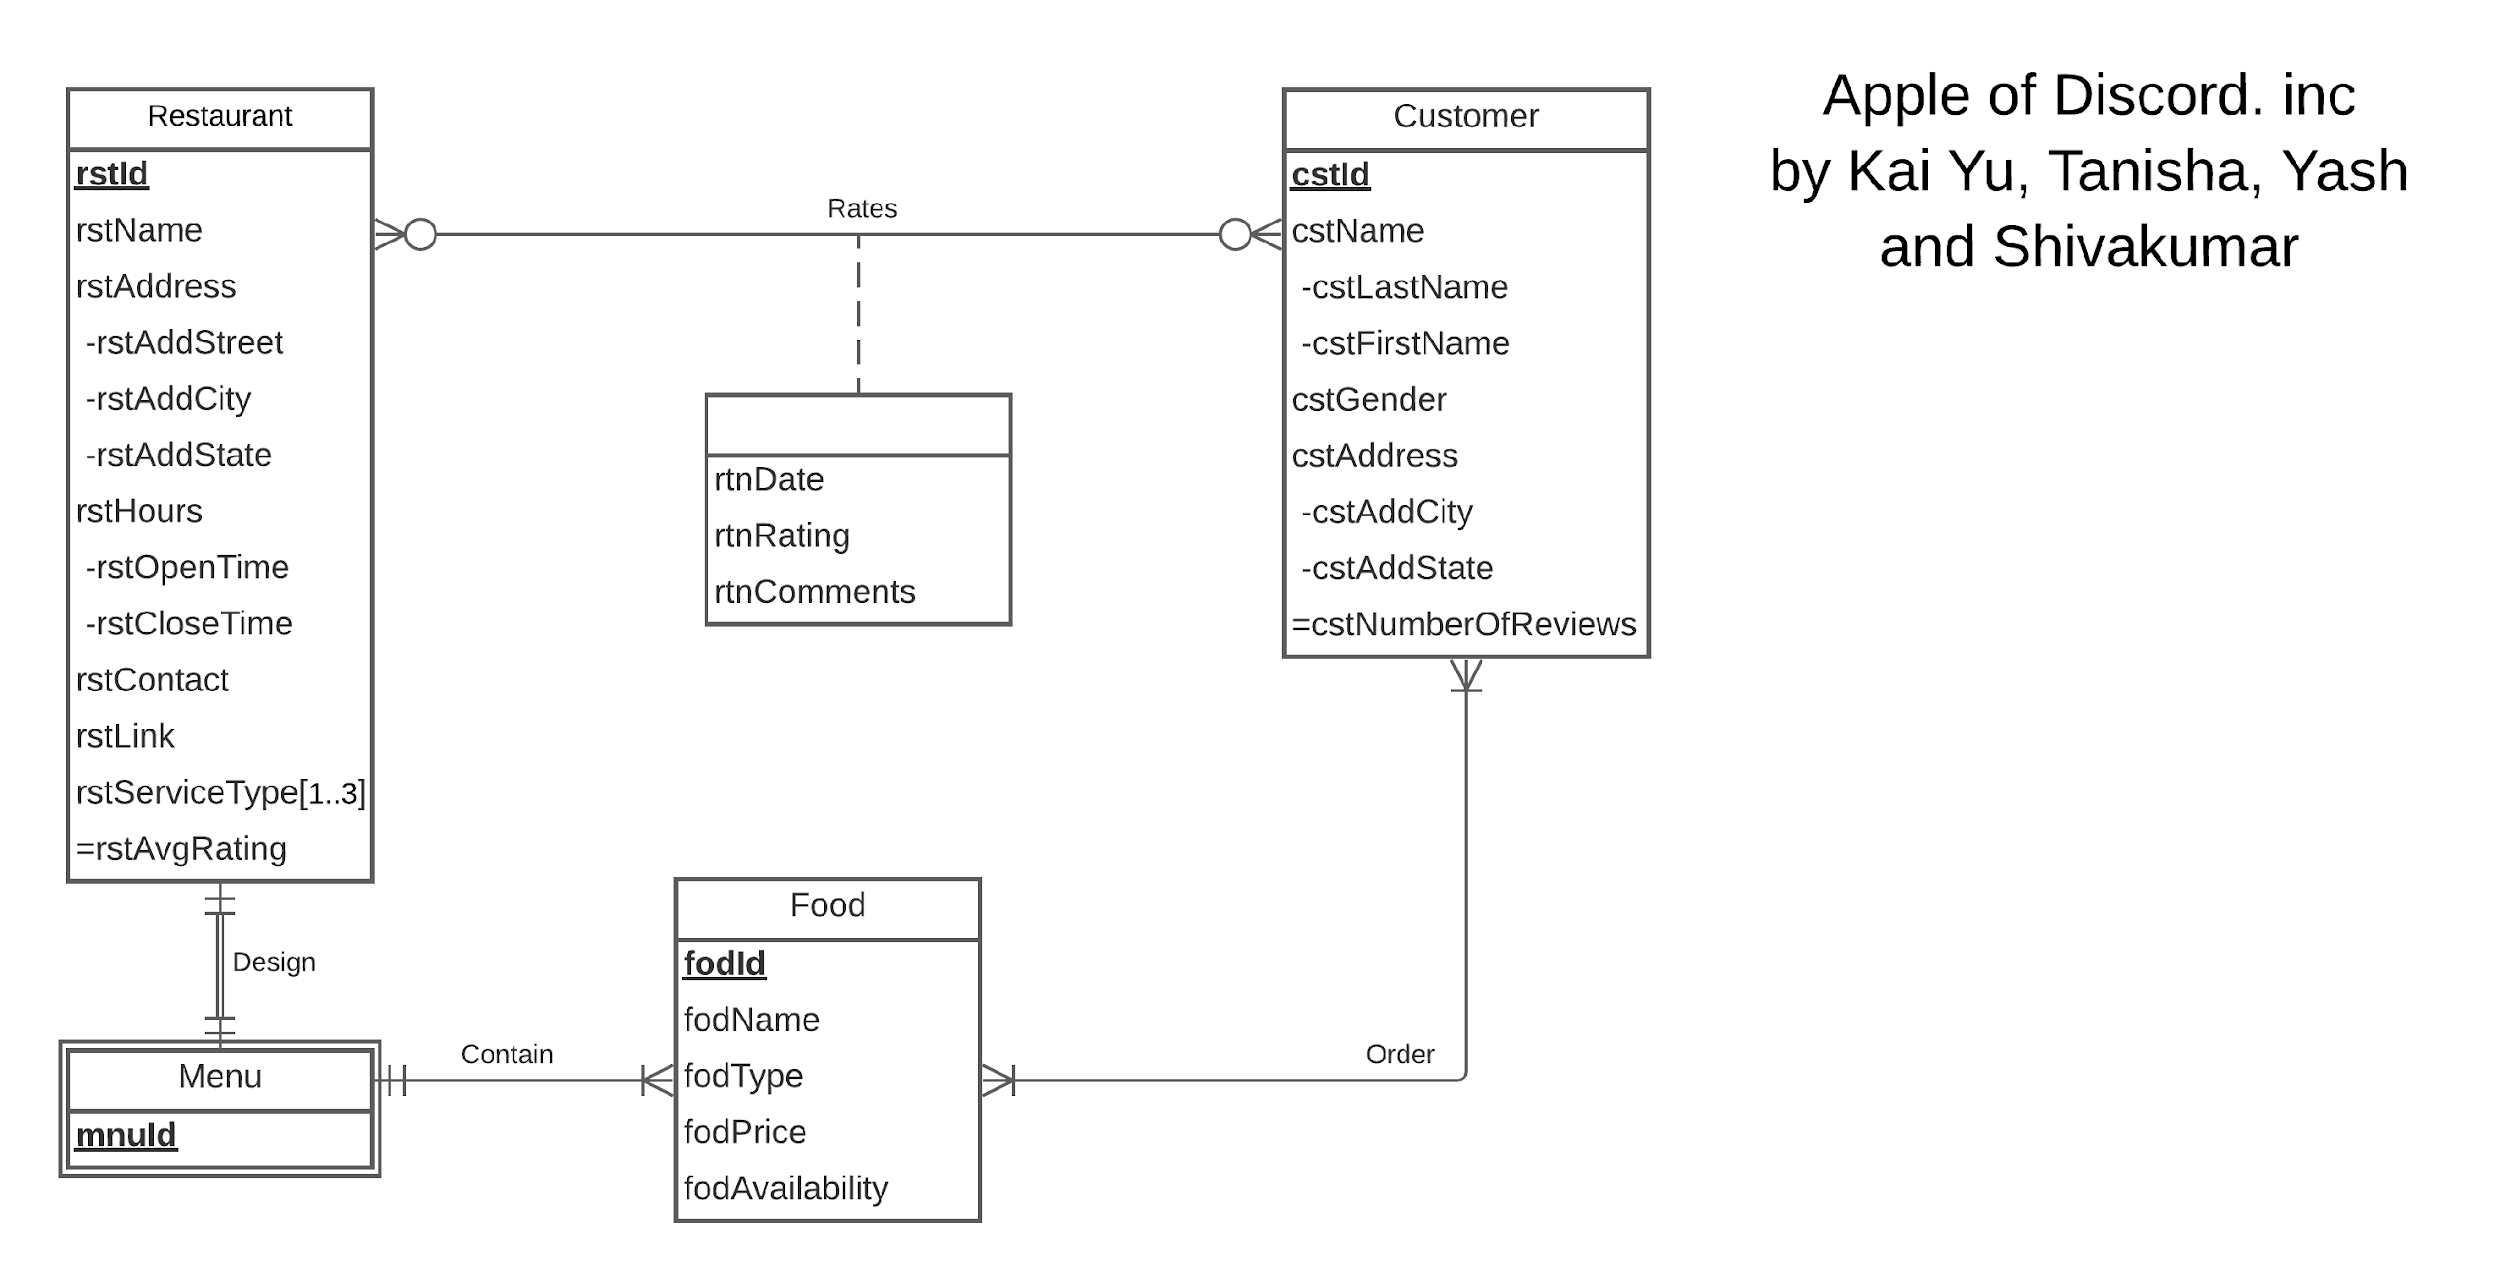 Apple of Discord. inc
by Kai Yu, Tanisha, Yash
and Shivakumar
Restaurant
rstId
rstName
rstAddress
-rstAddStreet
-rstAddCity
-rstAddState
rstHours
-rstOpenTime
-rstCloseTime
rstContact
rstLink
rstServiceType[1..3]
=rstAvgRating
Rates
rtnDate
rtnRating
rtnComments
Customer
cstId
cstName
-cstLastName
-cstFirstName
cstGender
cstAddress
-cstAddCity
-cstAddState
=cstNumberOfReviews
Design
Menu
mnuId
Contain
Food
fodId
fodName
fodType
fodPrice
fodAvailability
Order